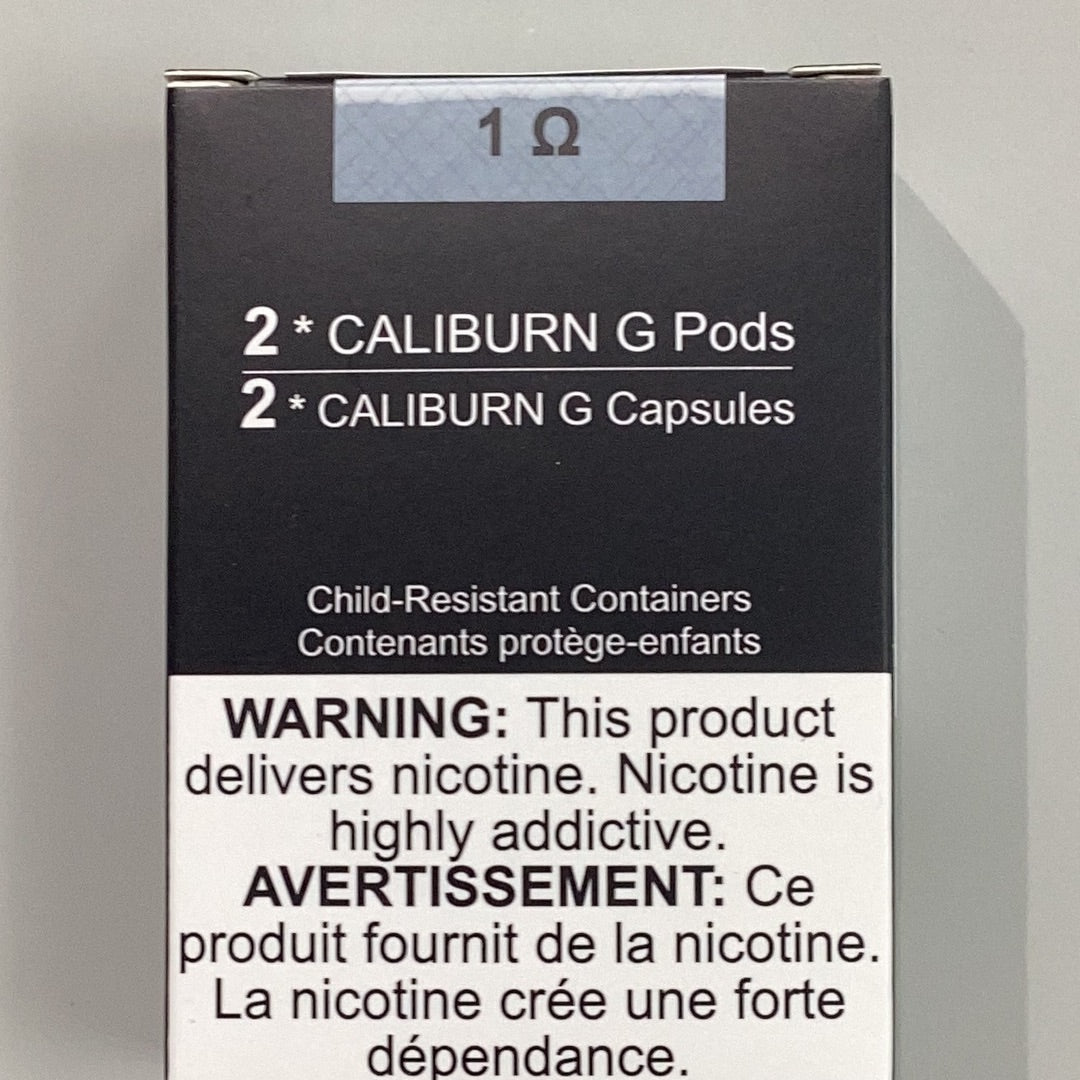 1 Ω
2 * CALIBURN G Pods
2 * CALIBURN G Capsules
Child-Resistant Containers
Contenants protège-enfants
WARNING: This product
delivers nicotine. Nicotine is
highly addictive.
AVERTISSEMENT: Ce
produit fournit de la nicotine.
La nicotine crée une forte
dépendance.